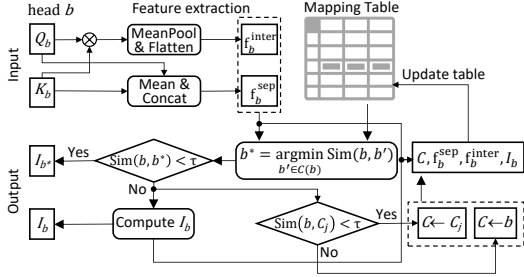 head b
Feature extraction
Mapping Table
Input
Q_b
⊗
MeanPool
& Flatten
f_b^inter
K_b
Mean &
Concat
f_b^sep
Update table
Output
I_b*
Yes
Sim(b, b*) < τ
b* = argmin Sim(b, b′)
b′∈C(b)
C, f_b^sep, f_b^inter, I_b
No
I_b
Compute I_b
Sim(b, C_j) < τ
Yes
C← C_j
C←b
No